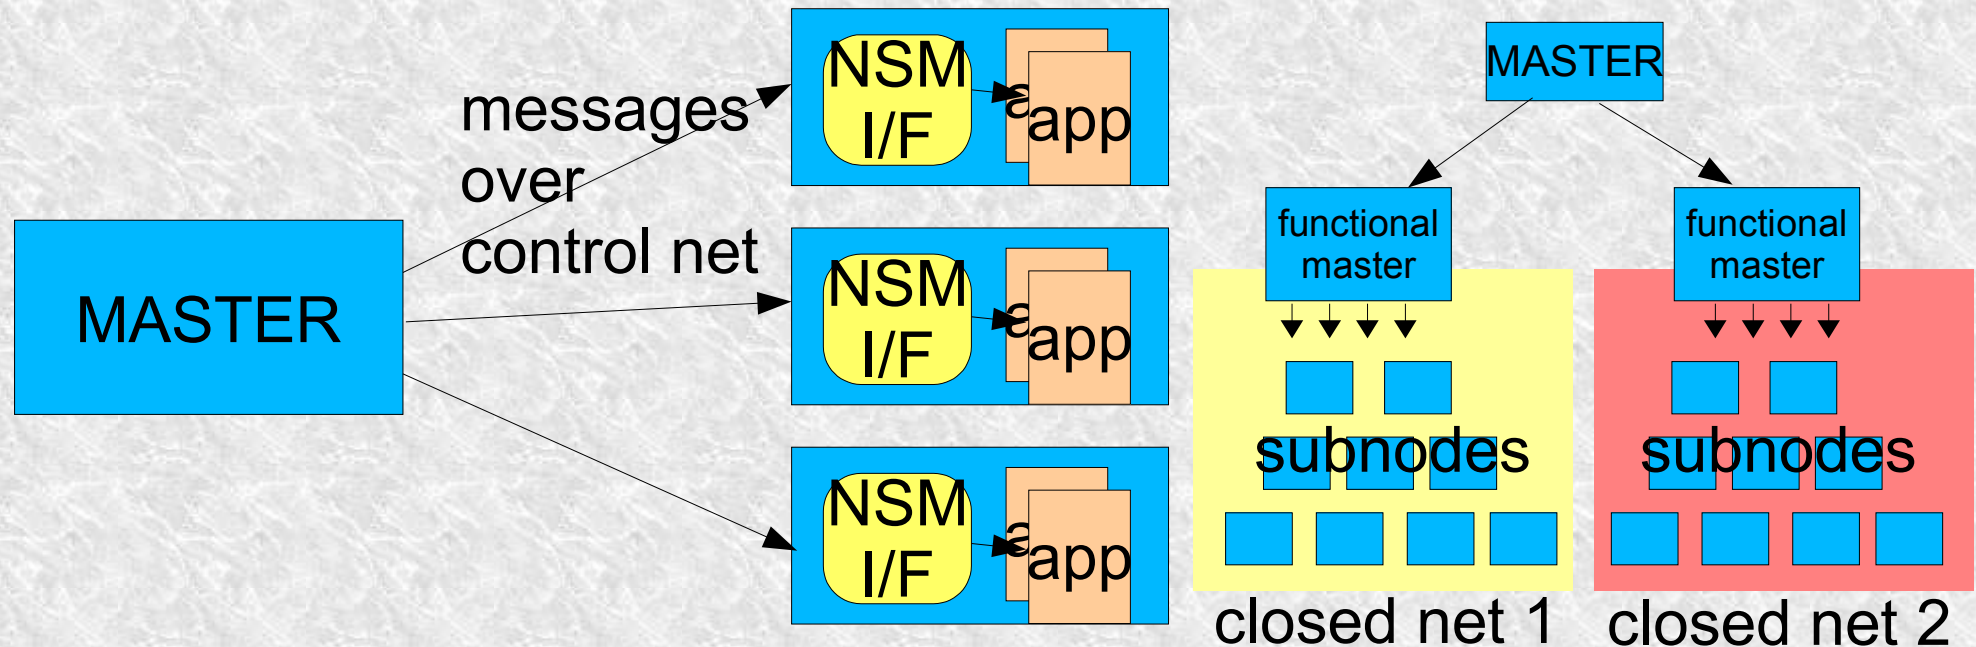 MASTER
messages
over
control net
NSM
I/F
app
NSM
I/F
app
NSM
I/F
app
MASTER
functional
master
functional
master
subnodes
subnodes
closed net 1
closed net 2